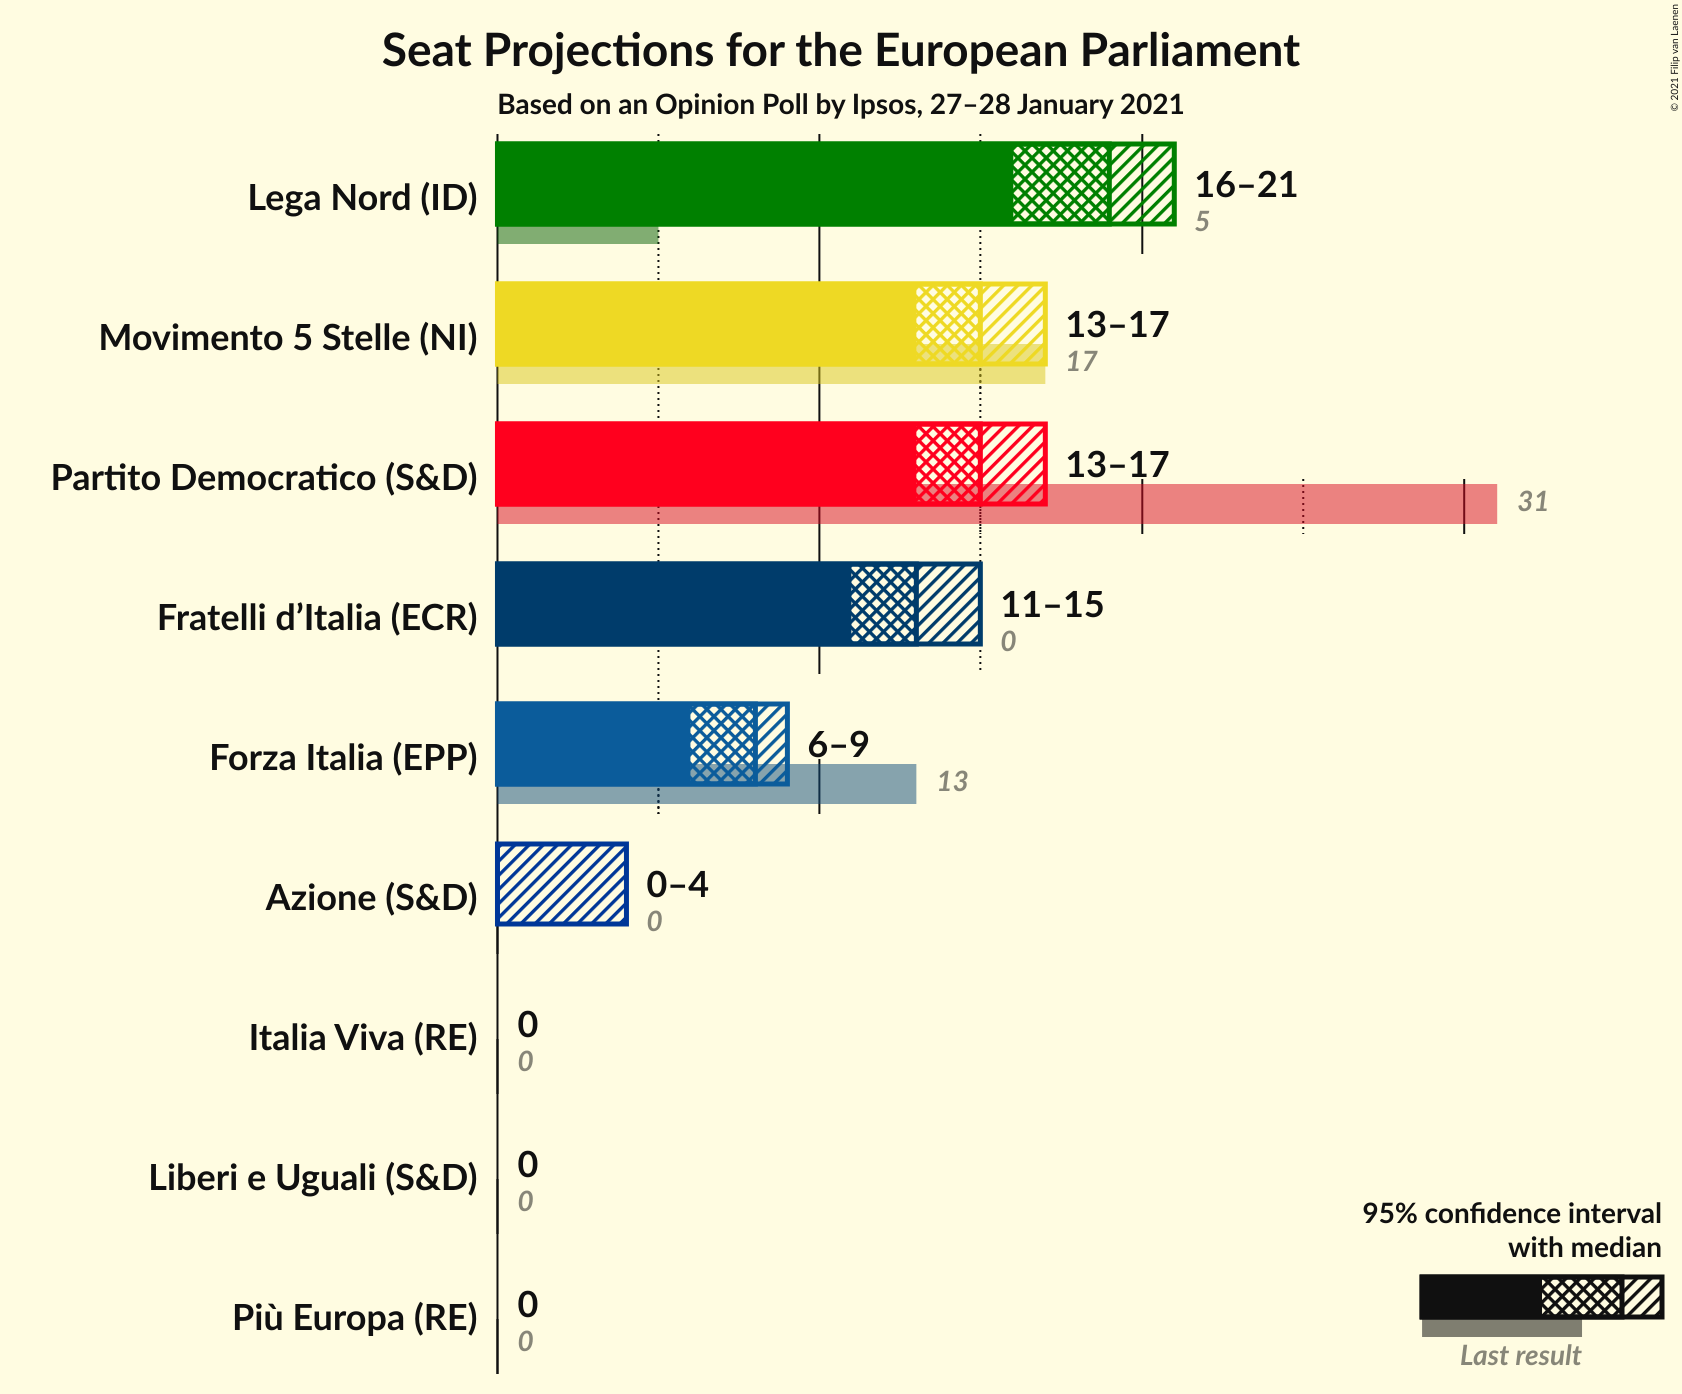 Seat Projections for the European Parliament
Based on an Opinion Poll by Ipsos, 27–28 January 2021
© 2021 Filip van Laenen
Lega Nord (ID)
16–21
5
Movimento 5 Stelle (NI)
13–17
17
Partito Democratico (S&D)
13–17
31
Fratelli d’Italia (ECR)
11–15
0
Forza Italia (EPP)
6–9
13
Azione (S&D)
0–4
0
Italia Viva (RE)
0
0
Liberi e Uguali (S&D)
0
0
Più Europa (RE)
0
0
95% confidence interval
with median
Last result